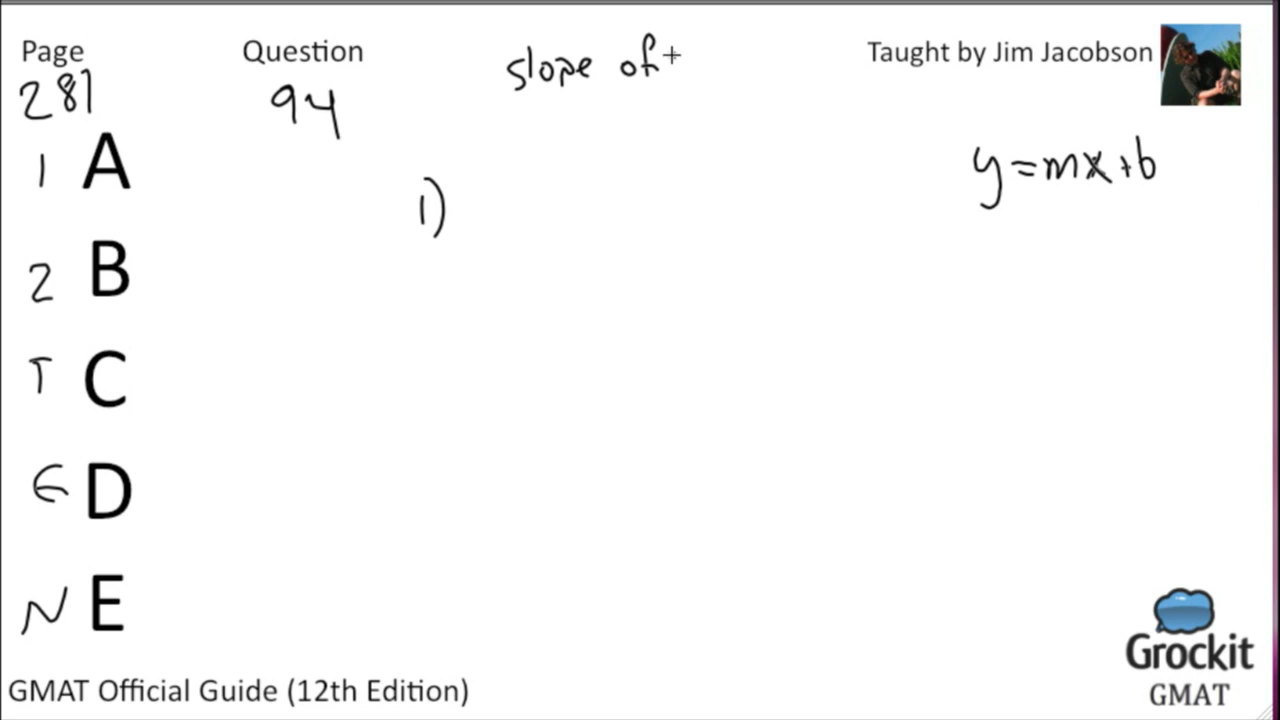 Page Question slope of Taught by Jim Jacobson
281 94
1 A y=mx+b
1)
2 B
T C
E D
N E
Grockit
GMAT
GMAT Official Guide (12th Edition)